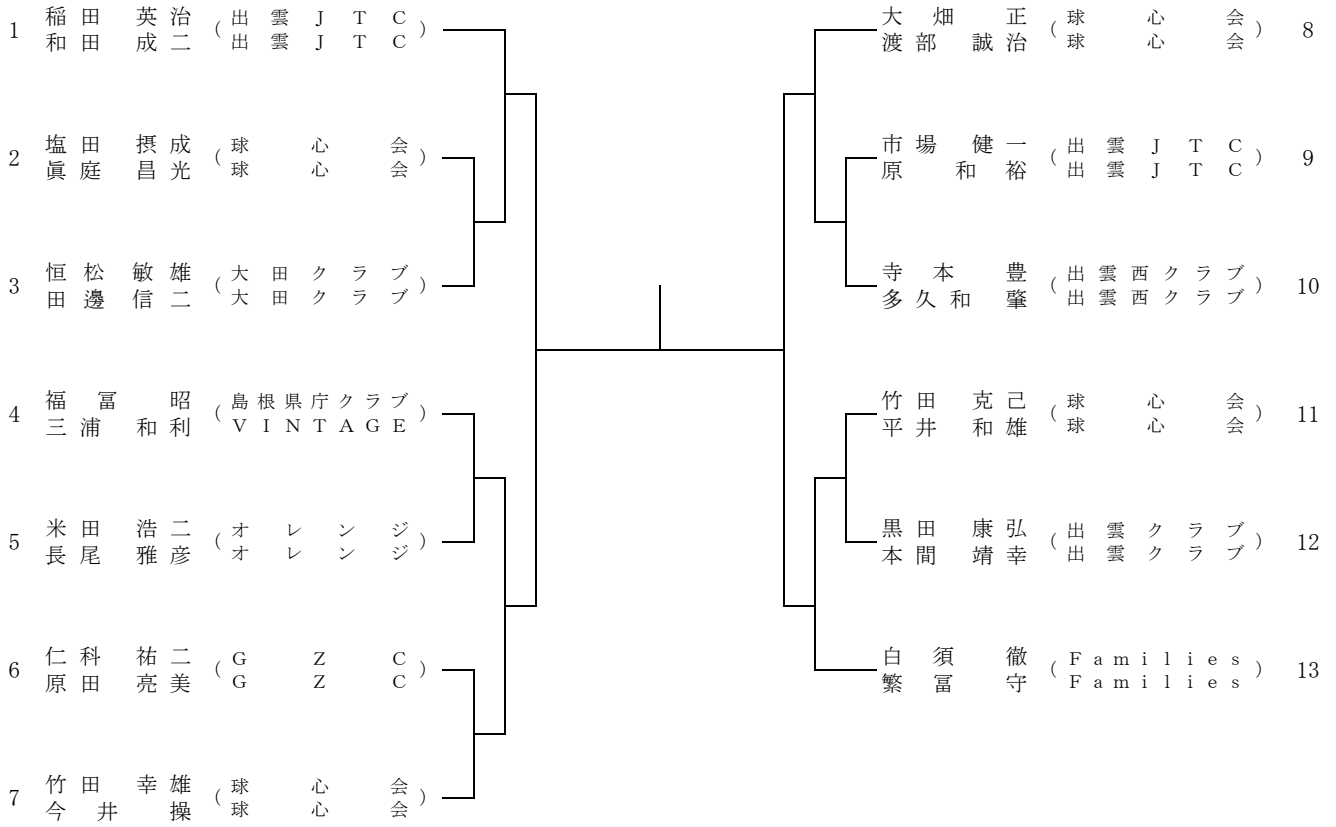 1 稲田 英治 (出雲JTC)
和田 成二 (出雲JTC)
2 塩田 摂成 (球心会)
眞庭 昌光 (球心会)
3 恒松 敏雄 (大田クラブ)
田邊 信二 (大田クラブ)
4 福冨 昭 (島根県庁クラブ)
三浦 和利 (VINTAGE)
5 米田 浩二 (オレンジ)
長尾 雅彦 (オレンジ)
6 仁科 祐二 (GZC)
原田 亮美 (GZC)
7 竹田 幸雄 (球心会)
今井 操 (球心会)
大畑 正 (球心会) 8
渡部 誠治 (球心会)
市場 健一 (出雲JTC) 9
原 和裕 (出雲JTC)
寺本 豊 (出雲西クラブ) 10
多久和 肇 (出雲西クラブ)
竹田 克己 (球心会) 11
平井 和雄 (球心会)
黒田 康弘 (出雲クラブ) 12
本間 靖幸 (出雲クラブ)
白須 徹 (Families) 13
繁冨 守 (Families)